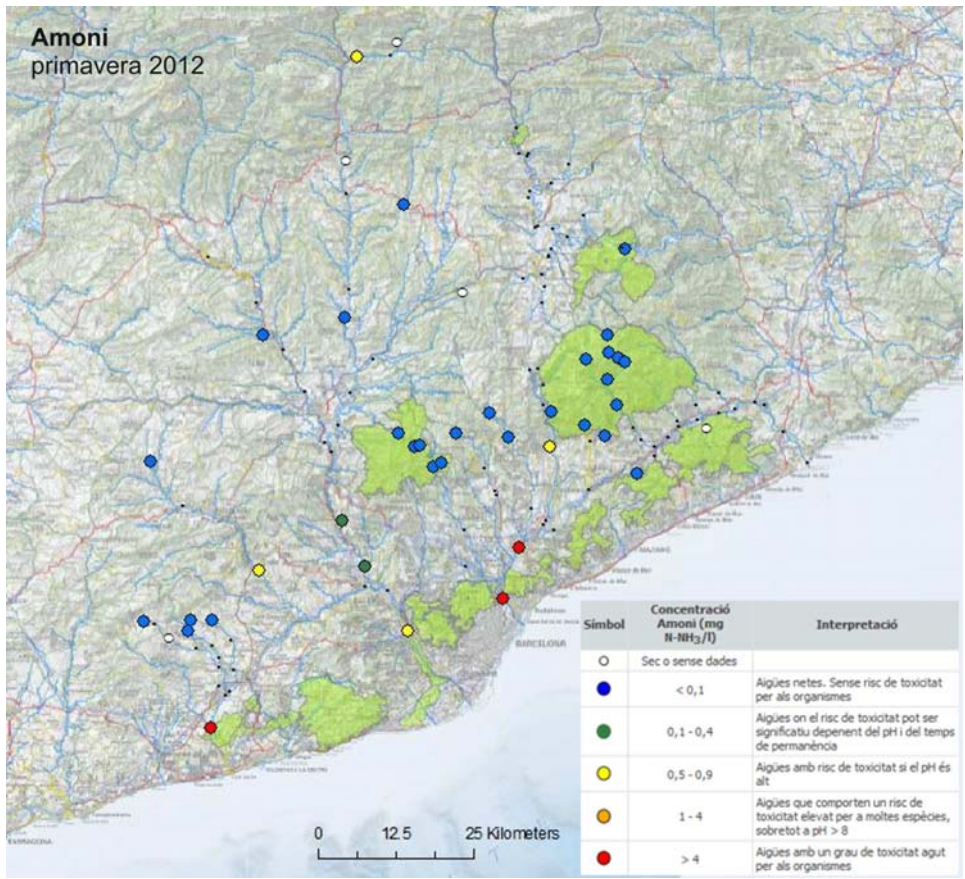 Amoni
primavera 2012
BARCELONA
TARRAGONA
0 12.5 25 Kilometers
Símbol Concentració Amoni (mg N-NH3/l) Interpretació
Sec o sense dades
< 0,1 Aigües netes. Sense risc de toxicitat
per als organismes
0,1 - 0,4 Aigües on el risc de toxicitat pot ser
significatiu depenent del pH i del temps
de permanència
0,5 - 0,9 Aigües amb risc de toxicitat si el pH és
alt
1 - 4 Aigües que comporten un risc de
toxicitat elevat per a moltes espècies,
sobretot a pH > 8
> 4 Aigües amb un grau de toxicitat agut
per als organismes